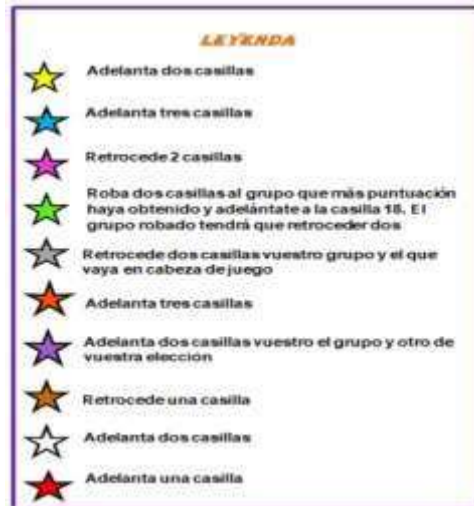 LEYENDA
Adelanta dos casillas
Adelanta tres casillas
Retrocede 2 casillas
Roba dos casillas al grupo que más puntuación
haya obtenido y adelántate a la casilla 18. El
grupo robado tendrá que retroceder dos
Retrocede dos casillas vuestro grupo y el que
vaya en cabeza de juego
Adelanta tres casillas
Adelanta dos casillas vuestro el grupo y otro de
vuestra elección
Retrocede una casilla
Adelanta dos casillas
Adelanta una casilla